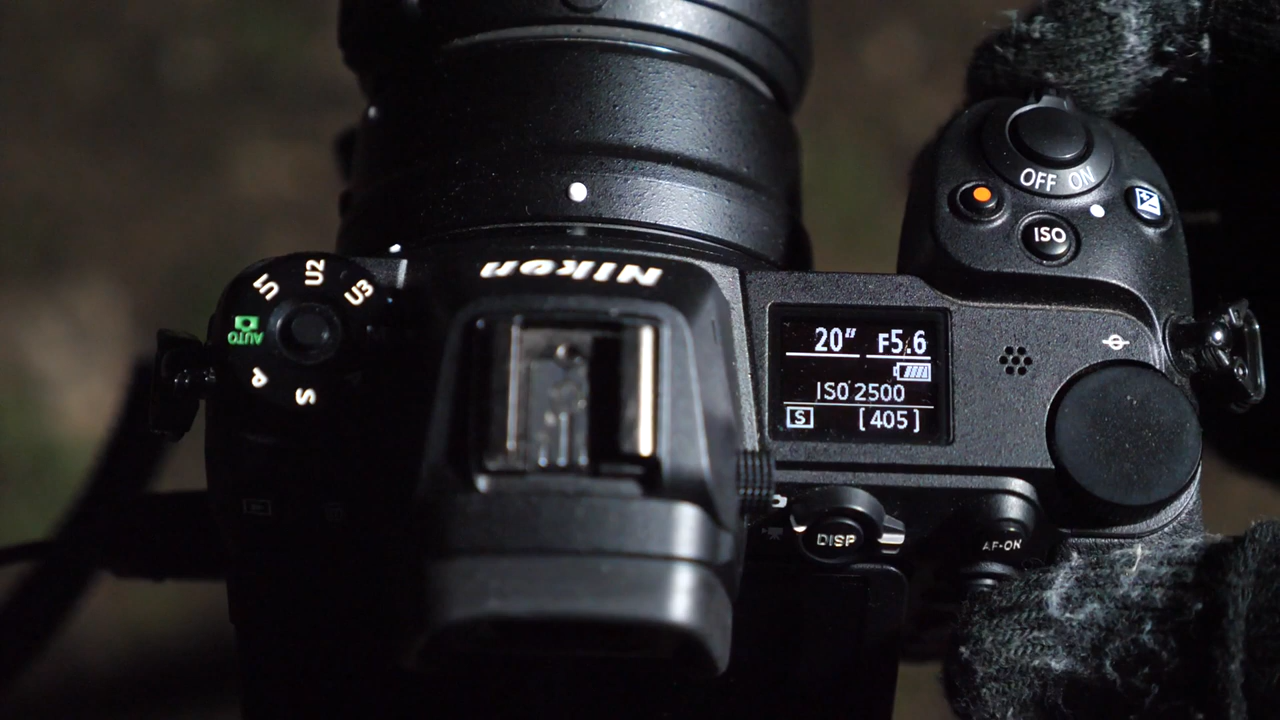 OFF ON
ISO
Nikon
U1
U2
U3
AUTO
P
S
20" F5.6
ISO 2500
S [405]
DISP
AF-ON